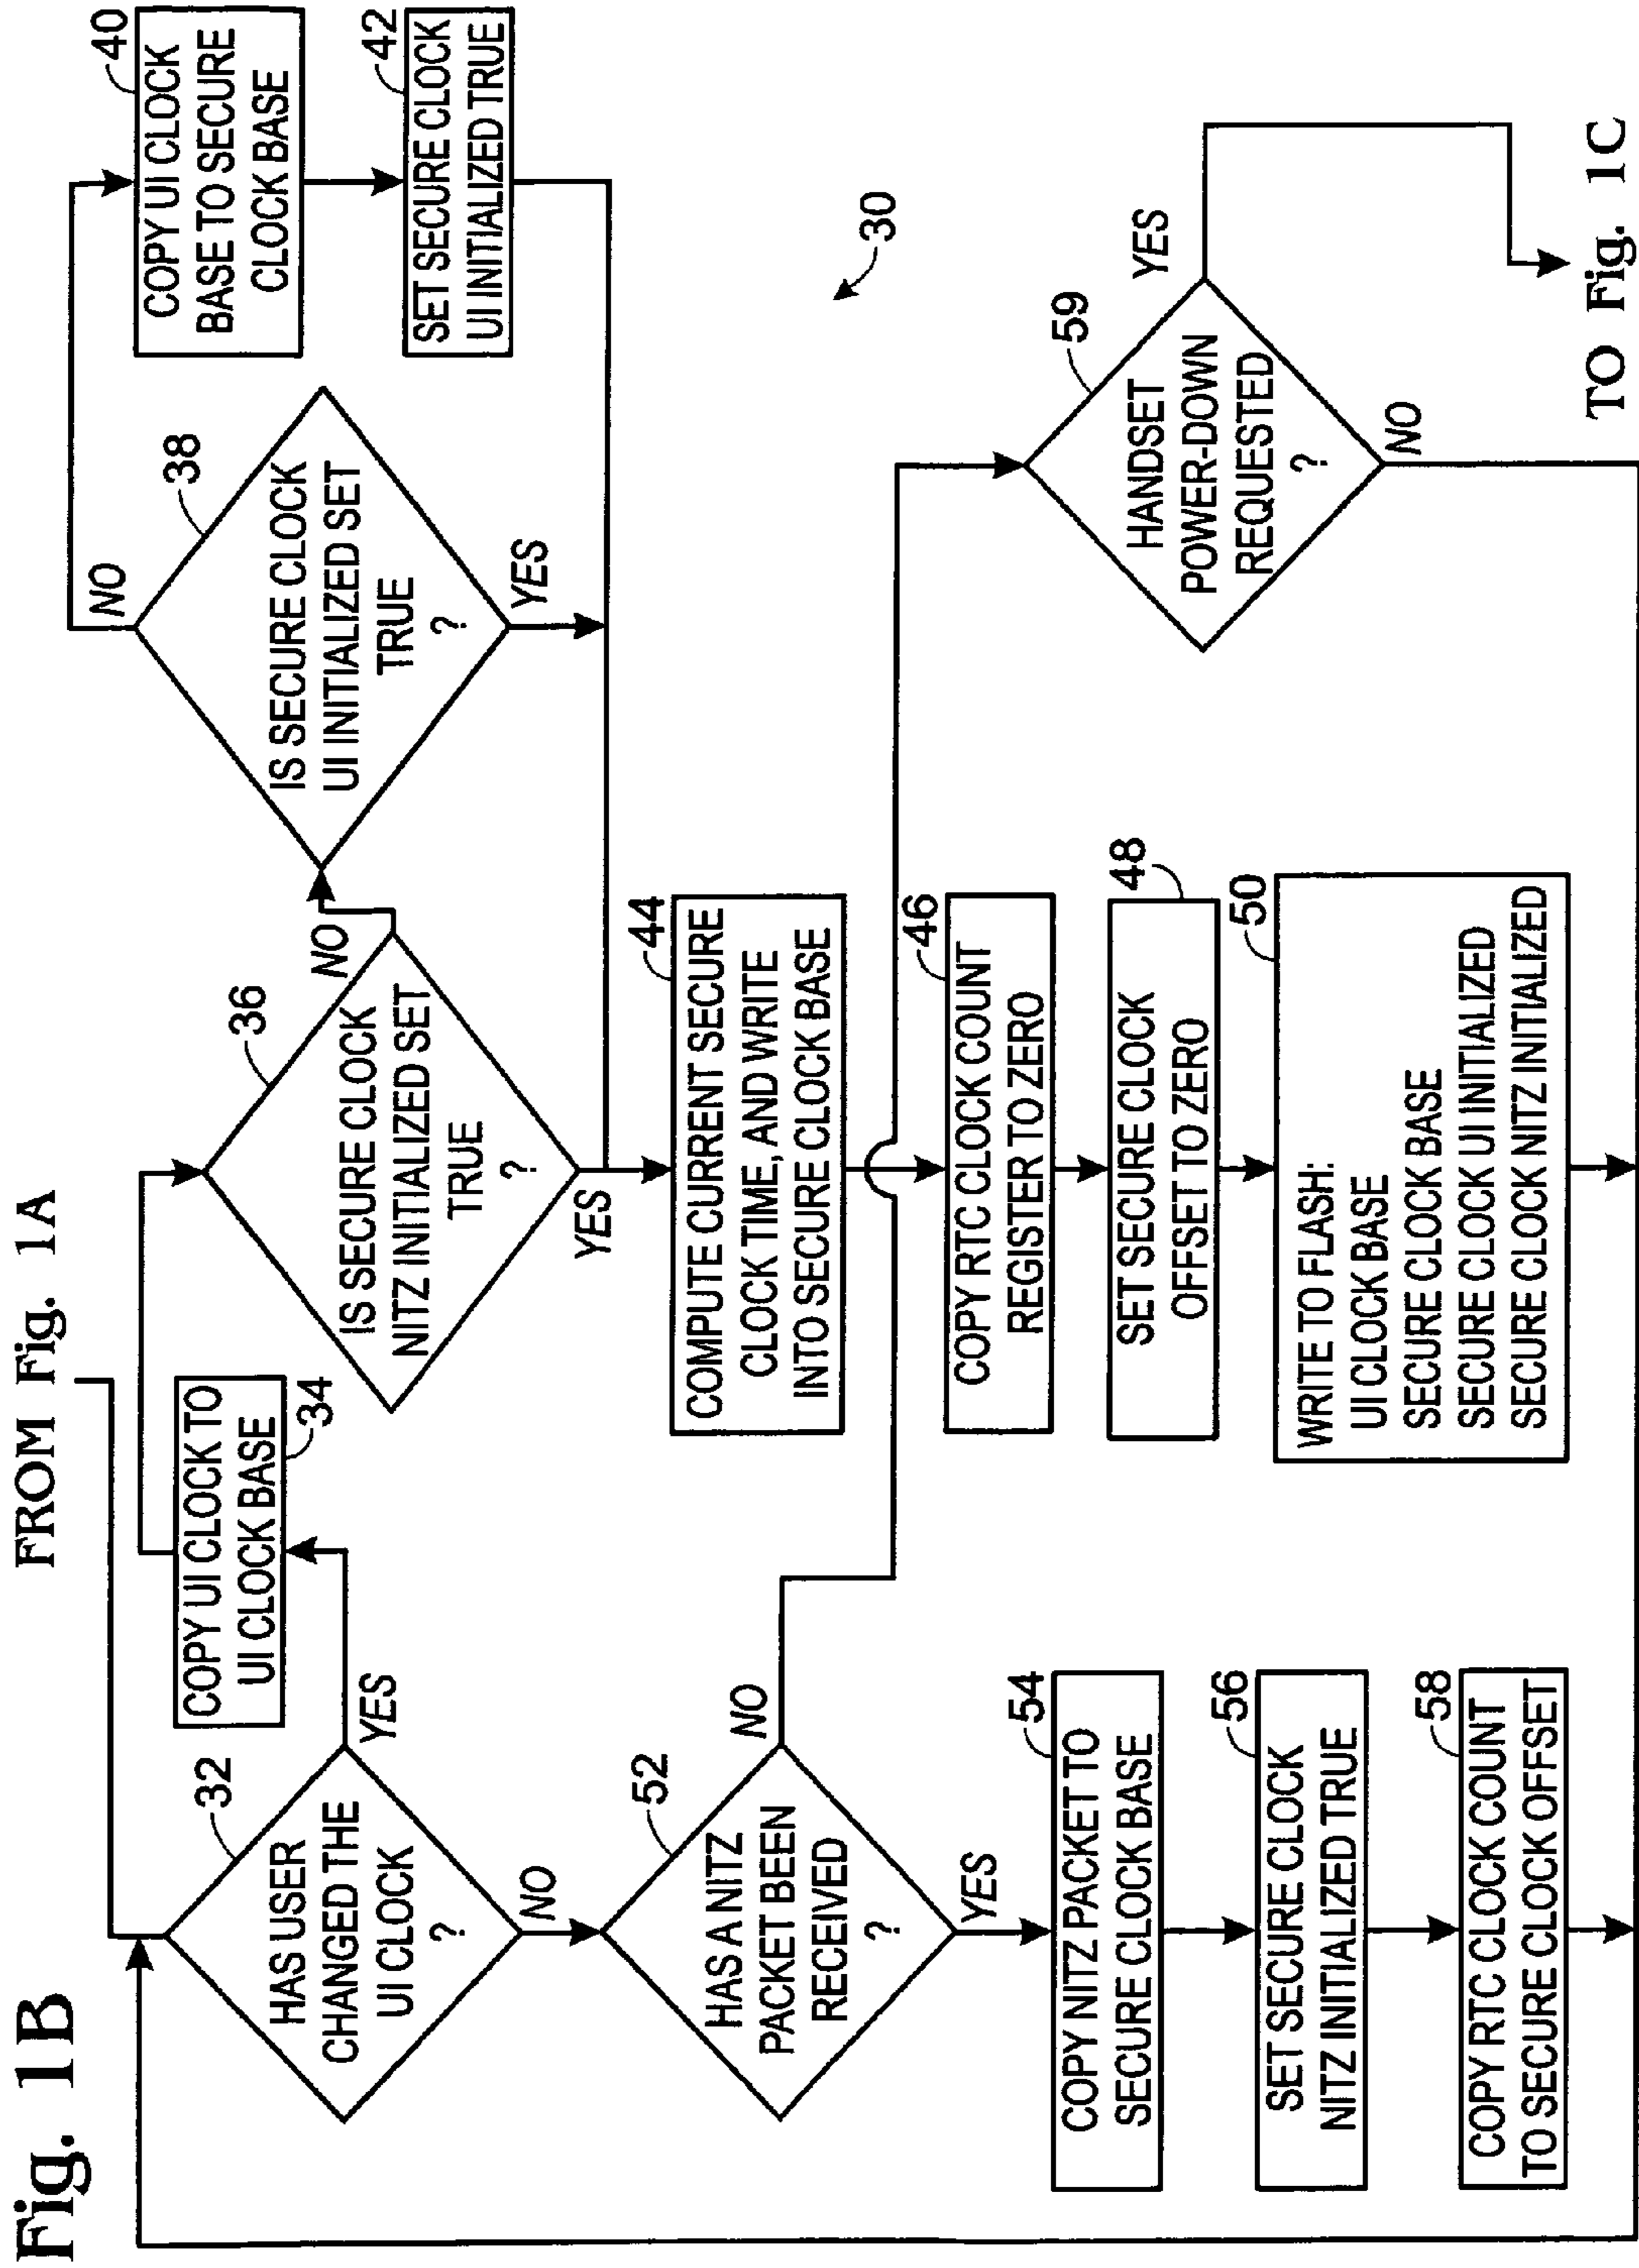 Fig. 1B
FROM Fig. 1A
32
HAS USER
CHANGED THE
UI CLOCK
?
YES
NO
COPY UI CLOCK TO
UI CLOCK BASE
34
36
IS SECURE CLOCK
NITZ INITIALIZED SET
TRUE
?
NO
YES
38
IS SECURE CLOCK
UI INITIALIZED SET
TRUE
?
NO
YES
40
COPY UI CLOCK
BASE TO SECURE
CLOCK BASE
42
SET SECURE CLOCK
UI INITIALIZED TRUE
44
COMPUTE CURRENT SECURE
CLOCK TIME, AND WRITE
INTO SECURE CLOCK BASE
46
COPY RTC CLOCK COUNT
REGISTER TO ZERO
48
SET SECURE CLOCK
OFFSET TO ZERO
50
WRITE TO FLASH:
UI CLOCK BASE
SECURE CLOCK BASE
SECURE CLOCK UI INITIALIZED
SECURE CLOCK NITZ INITIALIZED
52
HAS A NITZ
PACKET BEEN
RECEIVED
?
NO
YES
54
COPY NITZ PACKET TO
SECURE CLOCK BASE
56
SET SECURE CLOCK
NITZ INITIALIZED TRUE
58
COPY RTC CLOCK COUNT
TO SECURE CLOCK OFFSET
30
59
HANDSET
POWER-DOWN
REQUESTED
?
YES
NO
TO Fig. 1C